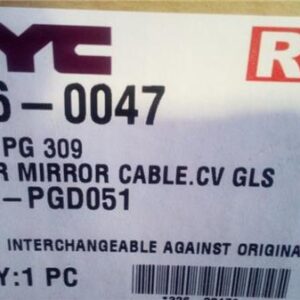 YC R
6-0047
PG 309
R MIRROR CABLE.CV GLS
-PGD051
INTERCHANGEABLE AGAINST ORIGINA
Y:1 PC